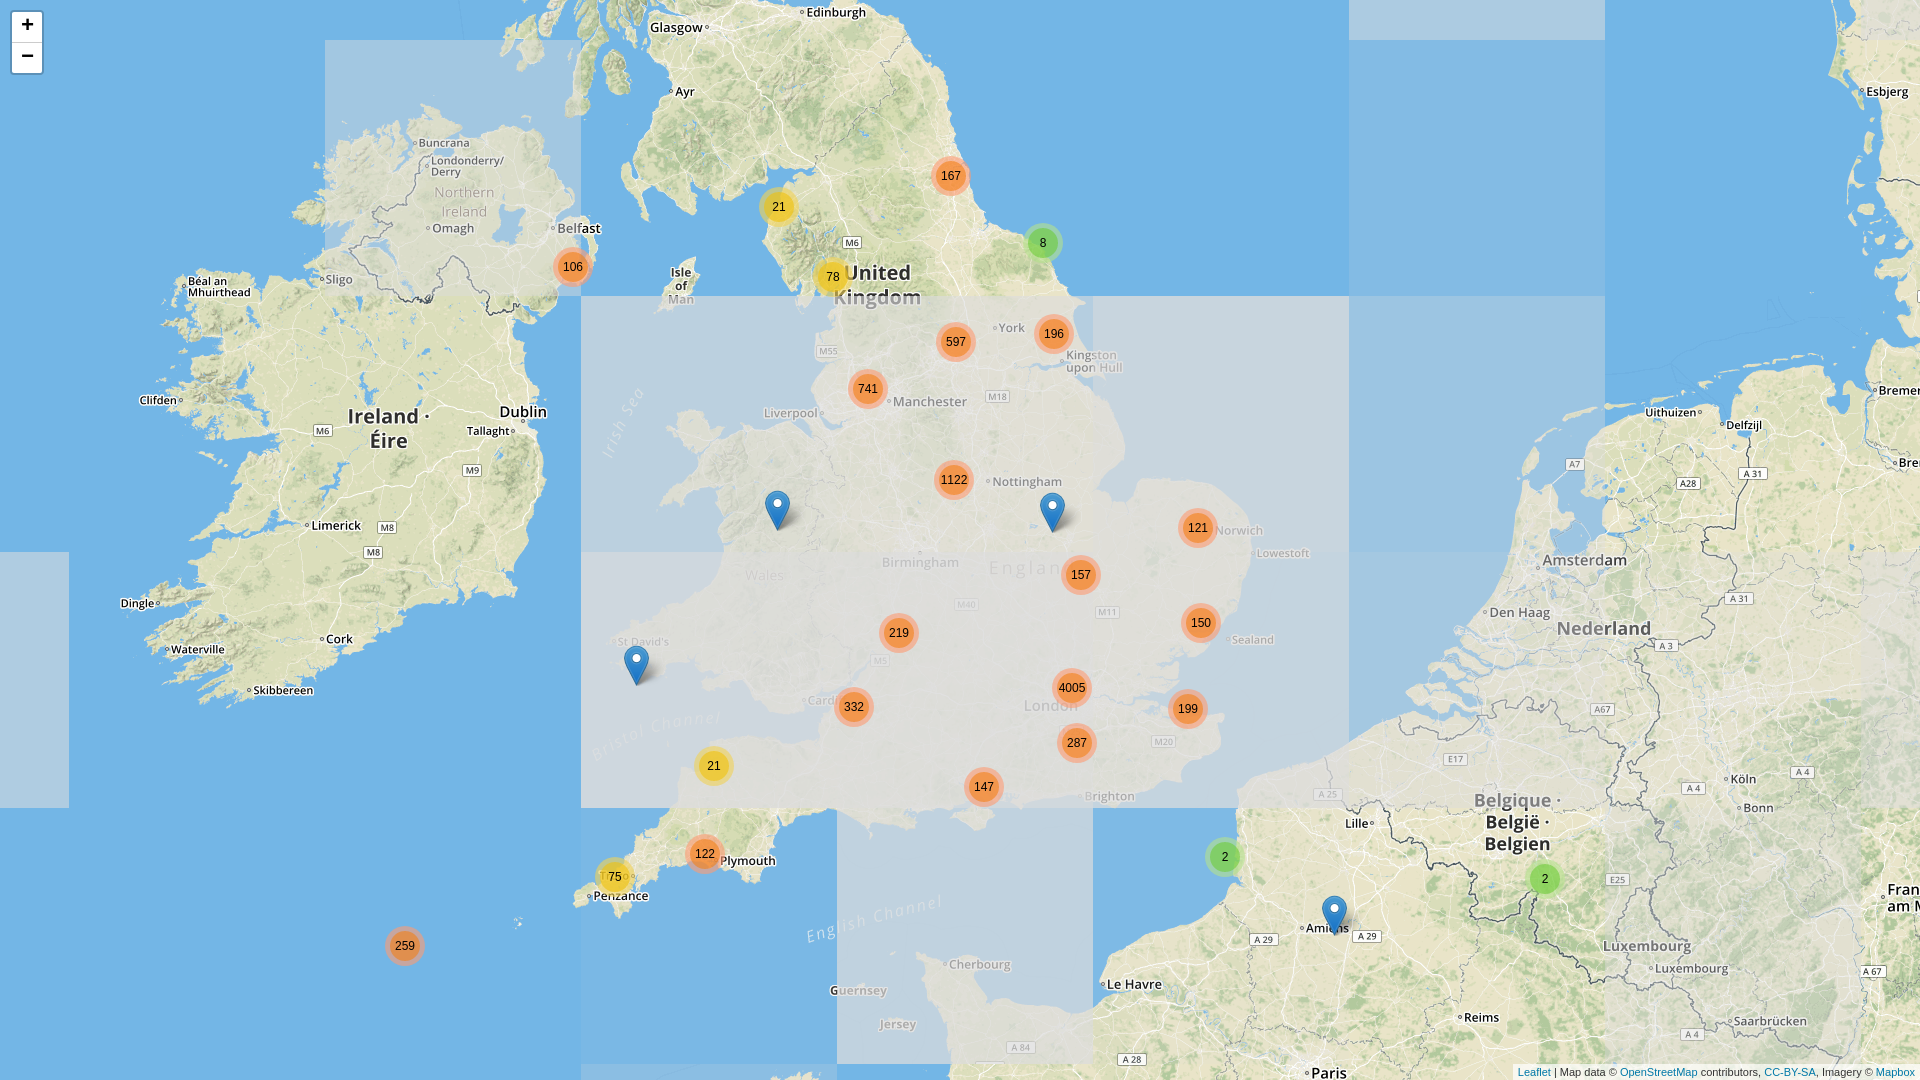 +
−
Edinburgh
Glasgow
Ayr
Esbjerg
Buncrana
Londonderry/
Derry
Northern
Ireland
Omagh
Belfast
167
21
8
M6
106
78
United
Kingdom
Isle
of
Man
Sligo
Béal an
Mhuirthead
York
196
597
M55
Kingston
upon Hull
741
Manchester
M18
Liverpool
Irish Sea
Clifden
Ireland ·
Éire
Dublin
Tallaght
M6
M9
Uithuizen
Delfzijl
A7
A 31
A28
1122
Nottingham
Limerick
M8
M8
121
Norwich
Lowestoft
Birmingham
Wales
157
Amsterdam
Dingle
M40
M11
A 31
Den Haag
Nederland
219
150
Sealand
Cork
Waterville
St David's
M5
A 3
Skibbereen
4005
London
332
199
A67
Bristol Channel
287
M20
E17
21
147
Brighton
A 25
Köln
A 4
A 4
Bonn
Belgique ·
België ·
Belgien
Lille
122
Plymouth
2
75
Penzance
2
E25
English Channel
Amiens
A 29
A 29
259
Luxembourg
Luxembourg
A 67
Cherbourg
Guernsey
Le Havre
Jersey
Reims
Saarbrücken
A 84
A 28
A 4
Paris
Leaflet | Map data © OpenStreetMap contributors, CC-BY-SA, Imagery © Mapbox